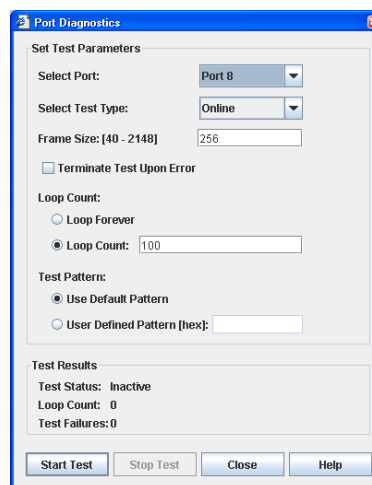 Port Diagnostics
Set Test Parameters
Select Port: Port 8
Select Test Type: Online
Frame Size: [40 - 2148] 256
Terminate Test Upon Error
Loop Count:
Loop Forever
Loop Count: 100
Test Pattern:
Use Default Pattern
User Defined Pattern [hex]:
Test Results
Test Status: Inactive
Loop Count: 0
Test Failures: 0
Start Test Stop Test Close Help